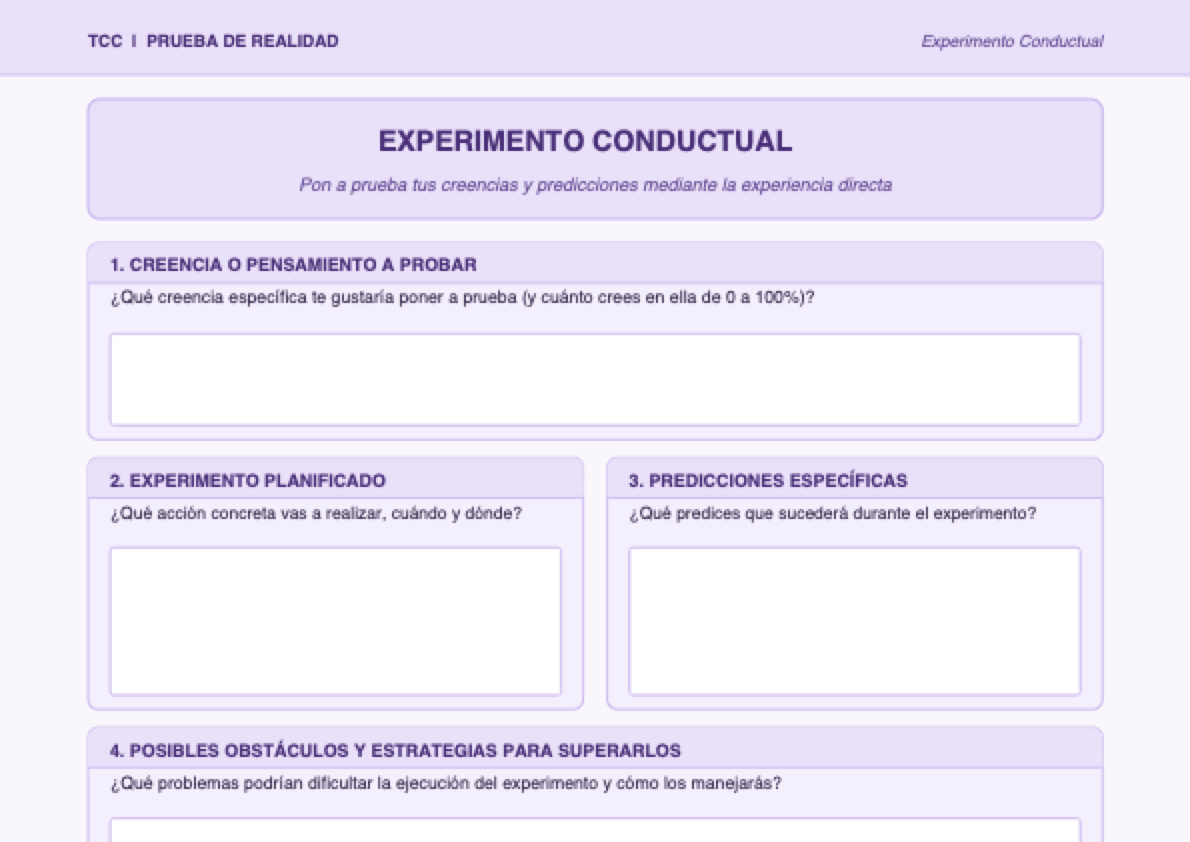 TCC | PRUEBA DE REALIDAD
Experimento Conductual
EXPERIMENTO CONDUCTUAL
Pon a prueba tus creencias y predicciones mediante la experiencia directa
1. CREENCIA O PENSAMIENTO A PROBAR
¿Qué creencia específica te gustaría poner a prueba (y cuánto crees en ella de 0 a 100%)?
2. EXPERIMENTO PLANIFICADO
¿Qué acción concreta vas a realizar, cuándo y dónde?
3. PREDICCIONES ESPECÍFICAS
¿Qué predices que sucederá durante el experimento?
4. POSIBLES OBSTÁCULOS Y ESTRATEGIAS PARA SUPERARLOS
¿Qué problemas podrían dificultar la ejecución del experimento y cómo los manejarás?